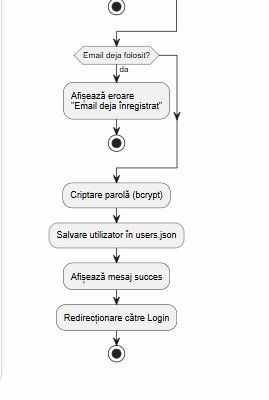 Email deja folosit?
da
Afișează eroare
"Email deja înregistrat"
Criptare parolă (bcrypt)
Salvare utilizator în users.json
Afișează mesaj succes
Redirecționare către Login